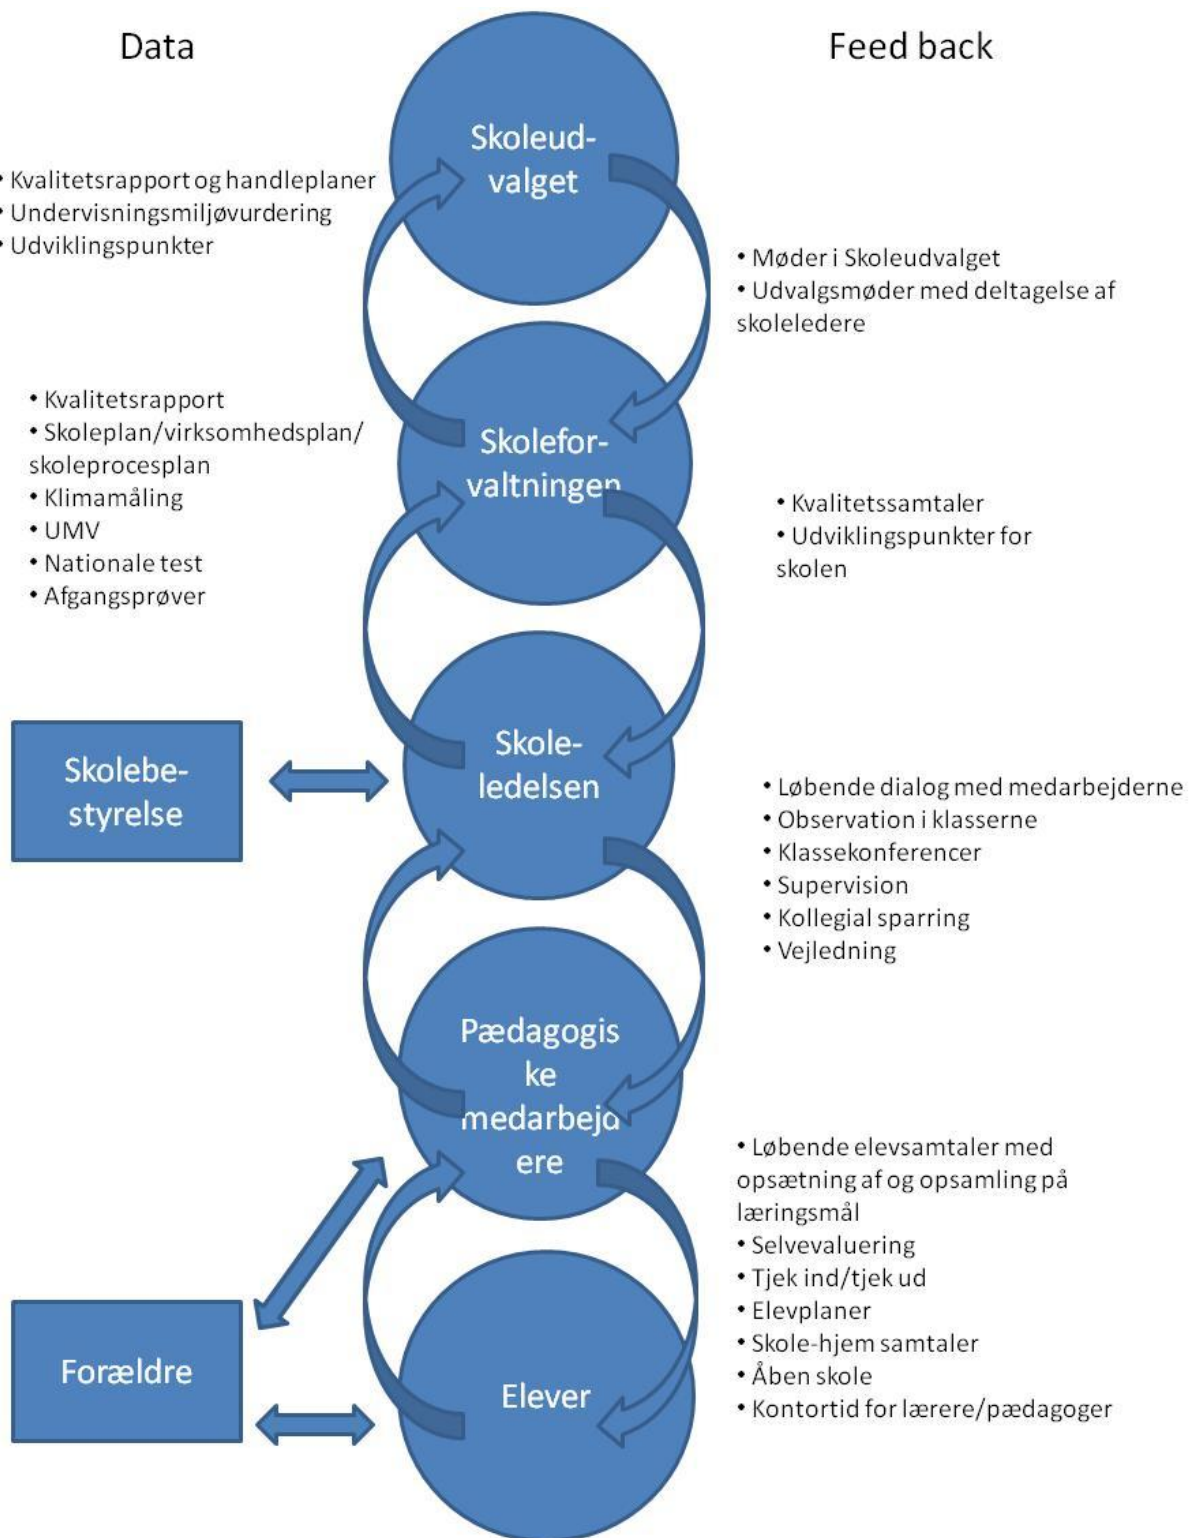 Data
Feed back
Skoleud-
valget
• Kvalitetsrapport og handleplaner
• Undervisningsmiljøvurdering
• Udviklingspunkter
• Møder i Skoleudvalget
• Udvalgsmøder med deltagelse af
skoleledere
• Kvalitetsrapport
• Skoleplan/virksomhedsplan/
skoleprocesplan
• Klimamåling
• UMV
• Nationale test
• Afgangsprøver
Skolefor-
valtningen
• Kvalitetssamtaler
• Udviklingspunkter for
skolen
Skolebe-
styrelse
Skole-
ledelsen
• Løbende dialog med medarbejderne
• Observation i klasserne
• Klassekonferencer
• Supervision
• Kollegial sparring
• Vejledning
Pædagogis
ke
medarbejd
ere
• Løbende elevsamtaler med
opsætning af og opsamling på
læringsmål
• Selvevaluering
• Tjek ind/tjek ud
• Elevplaner
• Skole-hjem samtaler
• Åben skole
• Kontortid for lærere/pædagoger
Forældre
Elever